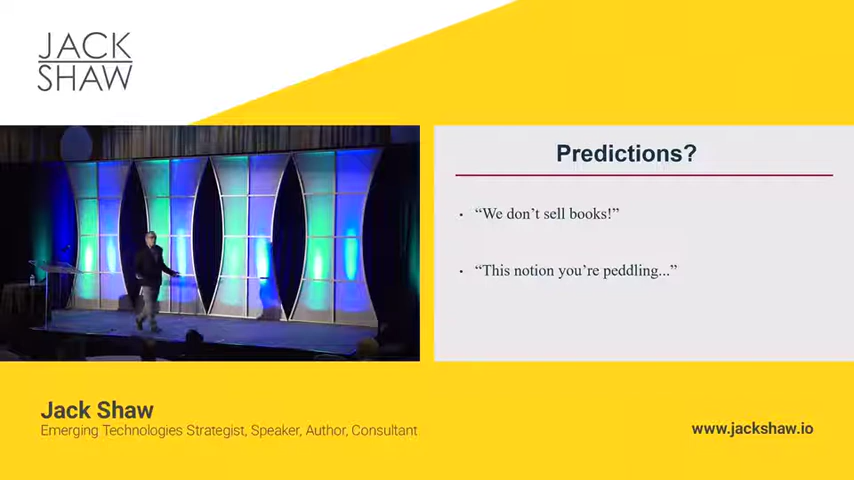 JACK
SHAW
Predictions?
• “We don’t sell books!”
• “This notion you’re peddling...”
Jack Shaw
Emerging Technologies Strategist, Speaker, Author, Consultant
www.jackshaw.io